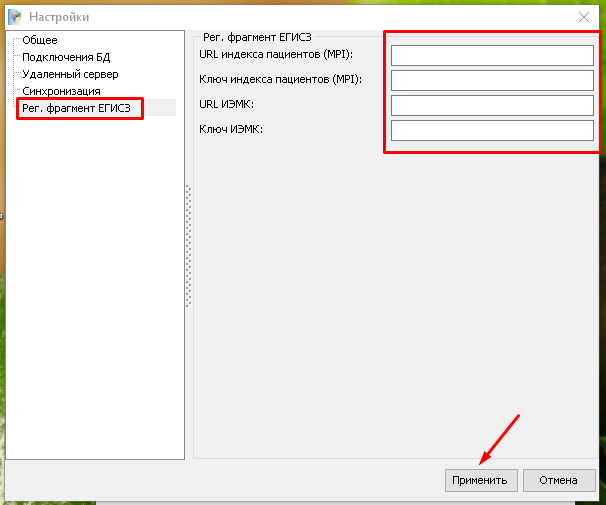 Настройки
Общее
Подключения БД
Удаленный сервер
Синхронизация
Рег. фрагмент ЕГИСЗ
Рег. фрагмент ЕГИСЗ
URL индекса пациентов (MPI):
Ключ индекса пациентов (MPI):
URL ИЭМК:
Ключ ИЭМК:
Применить
Отмена